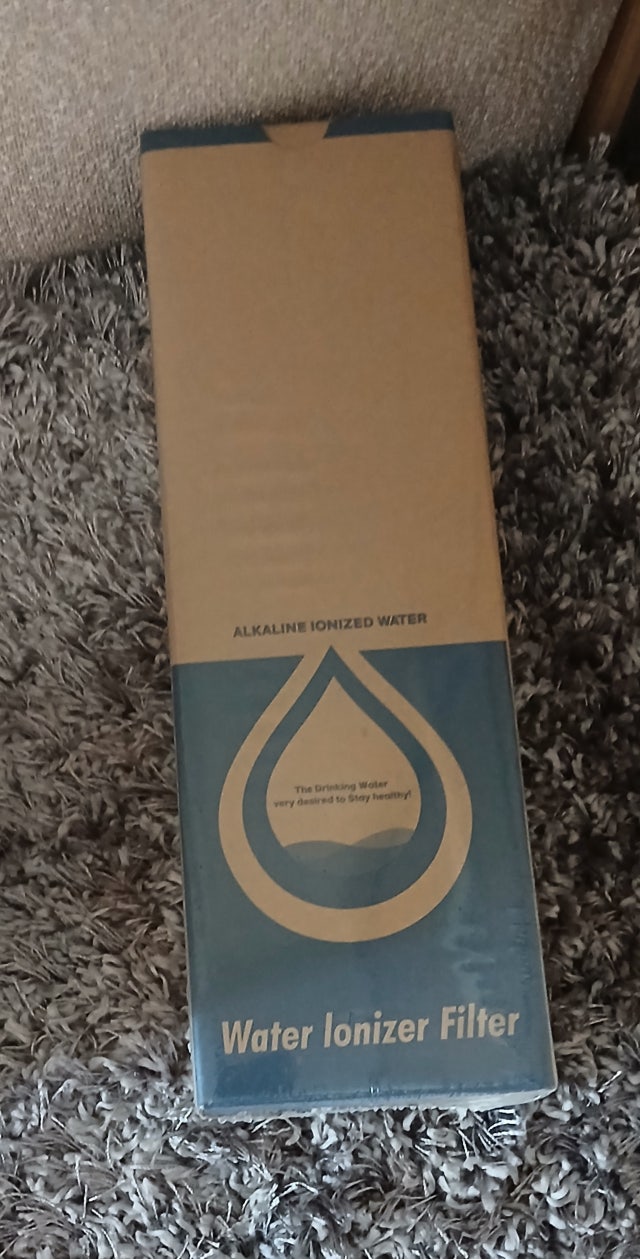 ALKALINE IONIZED WATER
The Drinking Water
very desired to Stay healthy!
Water Ionizer Filter